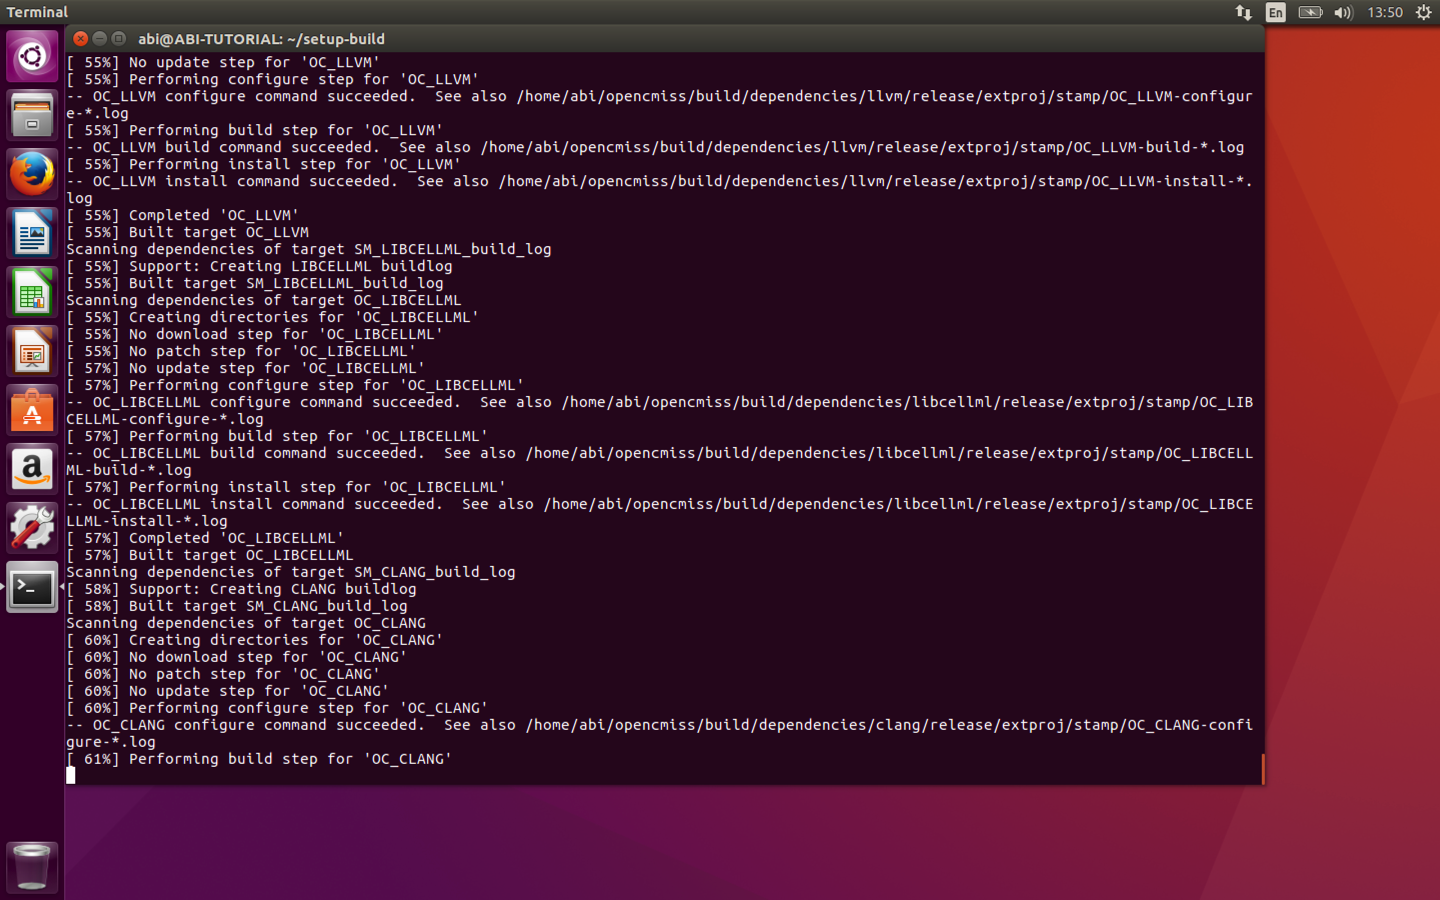 Terminal
En
13:50
abi@ABI-TUTORIAL: ~/setup-build
[ 55%] No update step for 'OC_LLVM'
[ 55%] Performing configure step for 'OC_LLVM'
-- OC_LLVM configure command succeeded.  See also /home/abi/opencmiss/build/dependencies/llvm/release/extproj/stamp/OC_LLVM-configur
e-*.log
[ 55%] Performing build step for 'OC_LLVM'
-- OC_LLVM build command succeeded.  See also /home/abi/opencmiss/build/dependencies/llvm/release/extproj/stamp/OC_LLVM-build-*.log
[ 55%] Performing install step for 'OC_LLVM'
-- OC_LLVM install command succeeded.  See also /home/abi/opencmiss/build/dependencies/llvm/release/extproj/stamp/OC_LLVM-install-*.
log
[ 55%] Completed 'OC_LLVM'
[ 55%] Built target OC_LLVM
Scanning dependencies of target SM_LIBCELLML_build_log
[ 55%] Support: Creating LIBCELLML buildlog
[ 55%] Built target SM_LIBCELLML_build_log
Scanning dependencies of target OC_LIBCELLML
[ 55%] Creating directories for 'OC_LIBCELLML'
[ 55%] No download step for 'OC_LIBCELLML'
[ 55%] No patch step for 'OC_LIBCELLML'
[ 57%] No update step for 'OC_LIBCELLML'
[ 57%] Performing configure step for 'OC_LIBCELLML'
-- OC_LIBCELLML configure command succeeded.  See also /home/abi/opencmiss/build/dependencies/libcellml/release/extproj/stamp/OC_LIB
CELLML-configure-*.log
[ 57%] Performing build step for 'OC_LIBCELLML'
-- OC_LIBCELLML build command succeeded.  See also /home/abi/opencmiss/build/dependencies/libcellml/release/extproj/stamp/OC_LIBCELL
ML-build-*.log
[ 57%] Performing install step for 'OC_LIBCELLML'
-- OC_LIBCELLML install command succeeded.  See also /home/abi/opencmiss/build/dependencies/libcellml/release/extproj/stamp/OC_LIBCE
LLML-install-*.log
[ 57%] Completed 'OC_LIBCELLML'
[ 57%] Built target OC_LIBCELLML
Scanning dependencies of target SM_CLANG_build_log
[ 58%] Support: Creating CLANG buildlog
[ 58%] Built target SM_CLANG_build_log
Scanning dependencies of target OC_CLANG
[ 60%] Creating directories for 'OC_CLANG'
[ 60%] No download step for 'OC_CLANG'
[ 60%] No patch step for 'OC_CLANG'
[ 60%] No update step for 'OC_CLANG'
[ 60%] Performing configure step for 'OC_CLANG'
-- OC_CLANG configure command succeeded.  See also /home/abi/opencmiss/build/dependencies/clang/release/extproj/stamp/OC_CLANG-confi
gure-*.log
[ 61%] Performing build step for 'OC_CLANG'